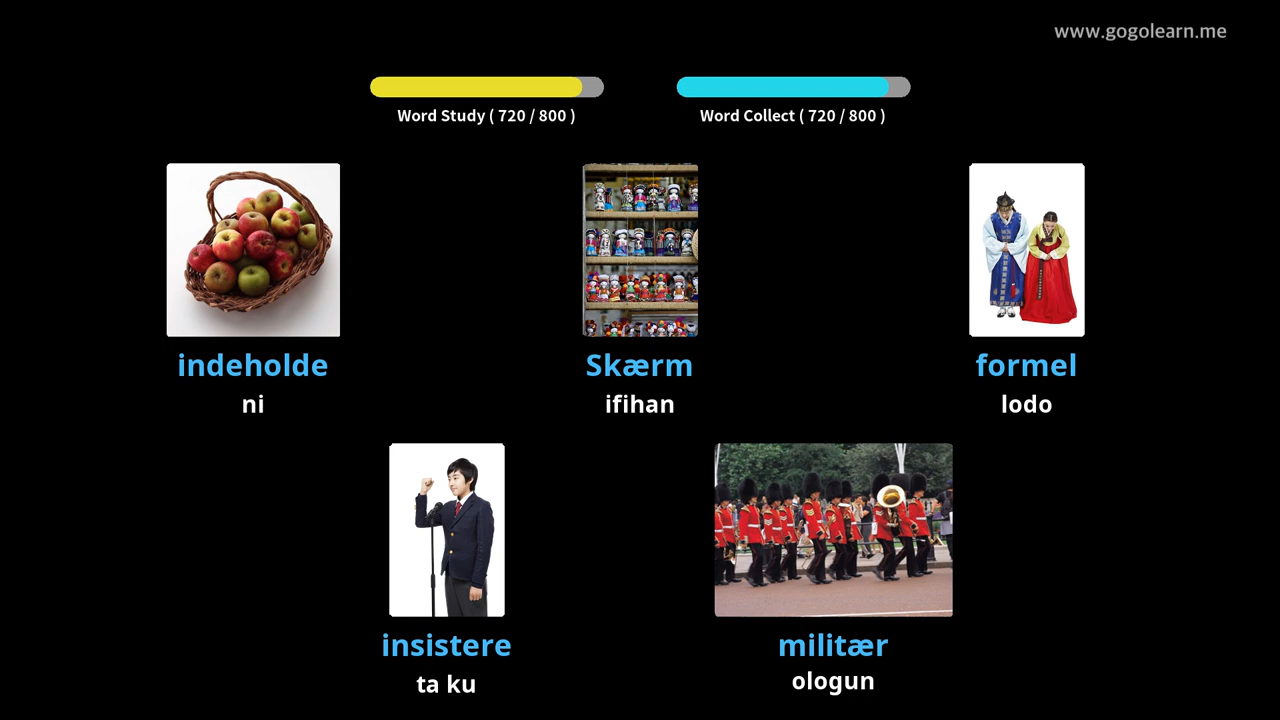 www.gogolearn.me
Word Study ( 720 / 800 )
Word Collect ( 720 / 800 )
indeholde
ni
Skærm
ifihan
formel
lodo
insistere
ta ku
militær
ologun